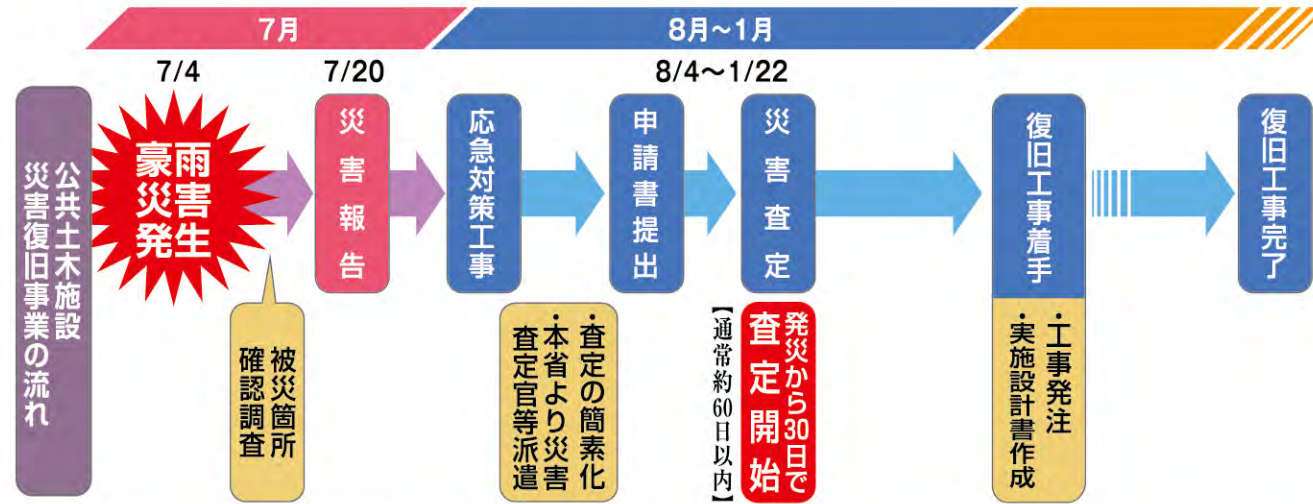 7月
8月～1月
7/4
7/20
8/4～1/22
公共土木施設
災害復旧事業の流れ
豪雨
災害
発生
被災箇所
確認調査
災害報告
応急対策工事
・査定の簡素化
・本省より災害
査定官等派遣
申請書提出
災害査定
発災から30日で
査定開始
【通常約60日以内】
復旧工事着手
・工事発注
・実施設計書作成
復旧工事完了